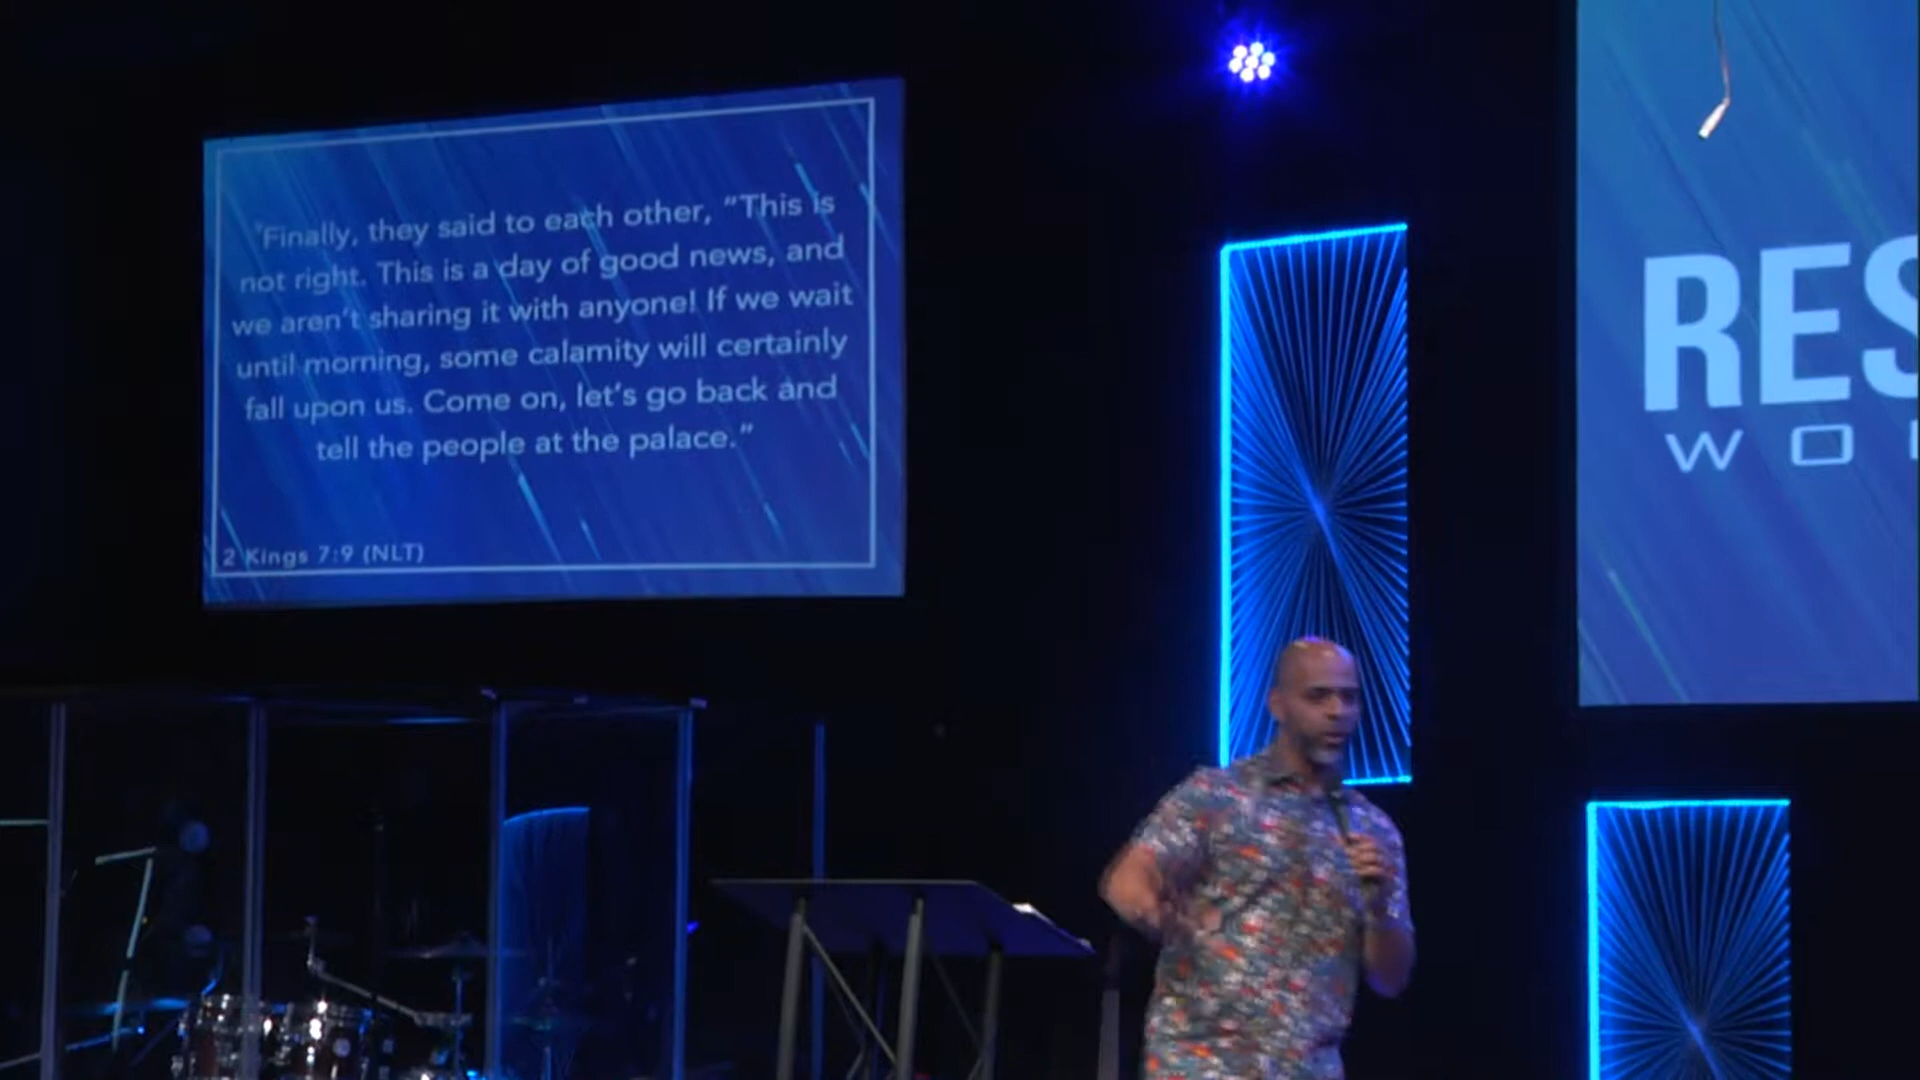 "Finally, they said to each other, "This is
not right. This is a day of good news, and
we aren't sharing it with anyone! If we wait
until morning, some calamity will certainly
fall upon us. Come on, let's go back and
tell the people at the palace."
2 Kings 7:9 (NLT)
RES
WO